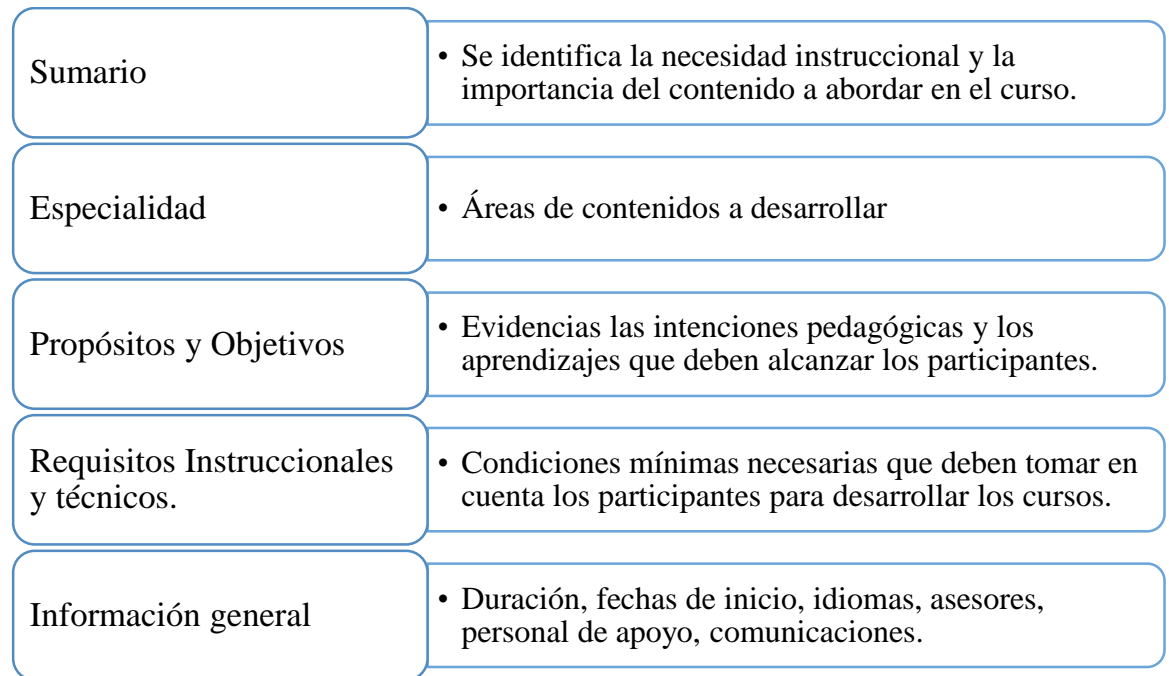 Sumario
• Se identifica la necesidad instruccional y la
importancia del contenido a abordar en el curso.
Especialidad
• Áreas de contenidos a desarrollar
Propósitos y Objetivos
• Evidencias las intenciones pedagógicas y los
aprendizajes que deben alcanzar los participantes.
Requisitos Instruccionales
y técnicos.
• Condiciones mínimas necesarias que deben tomar en
cuenta los participantes para desarrollar los cursos.
Información general
• Duración, fechas de inicio, idiomas, asesores,
personal de apoyo, comunicaciones.